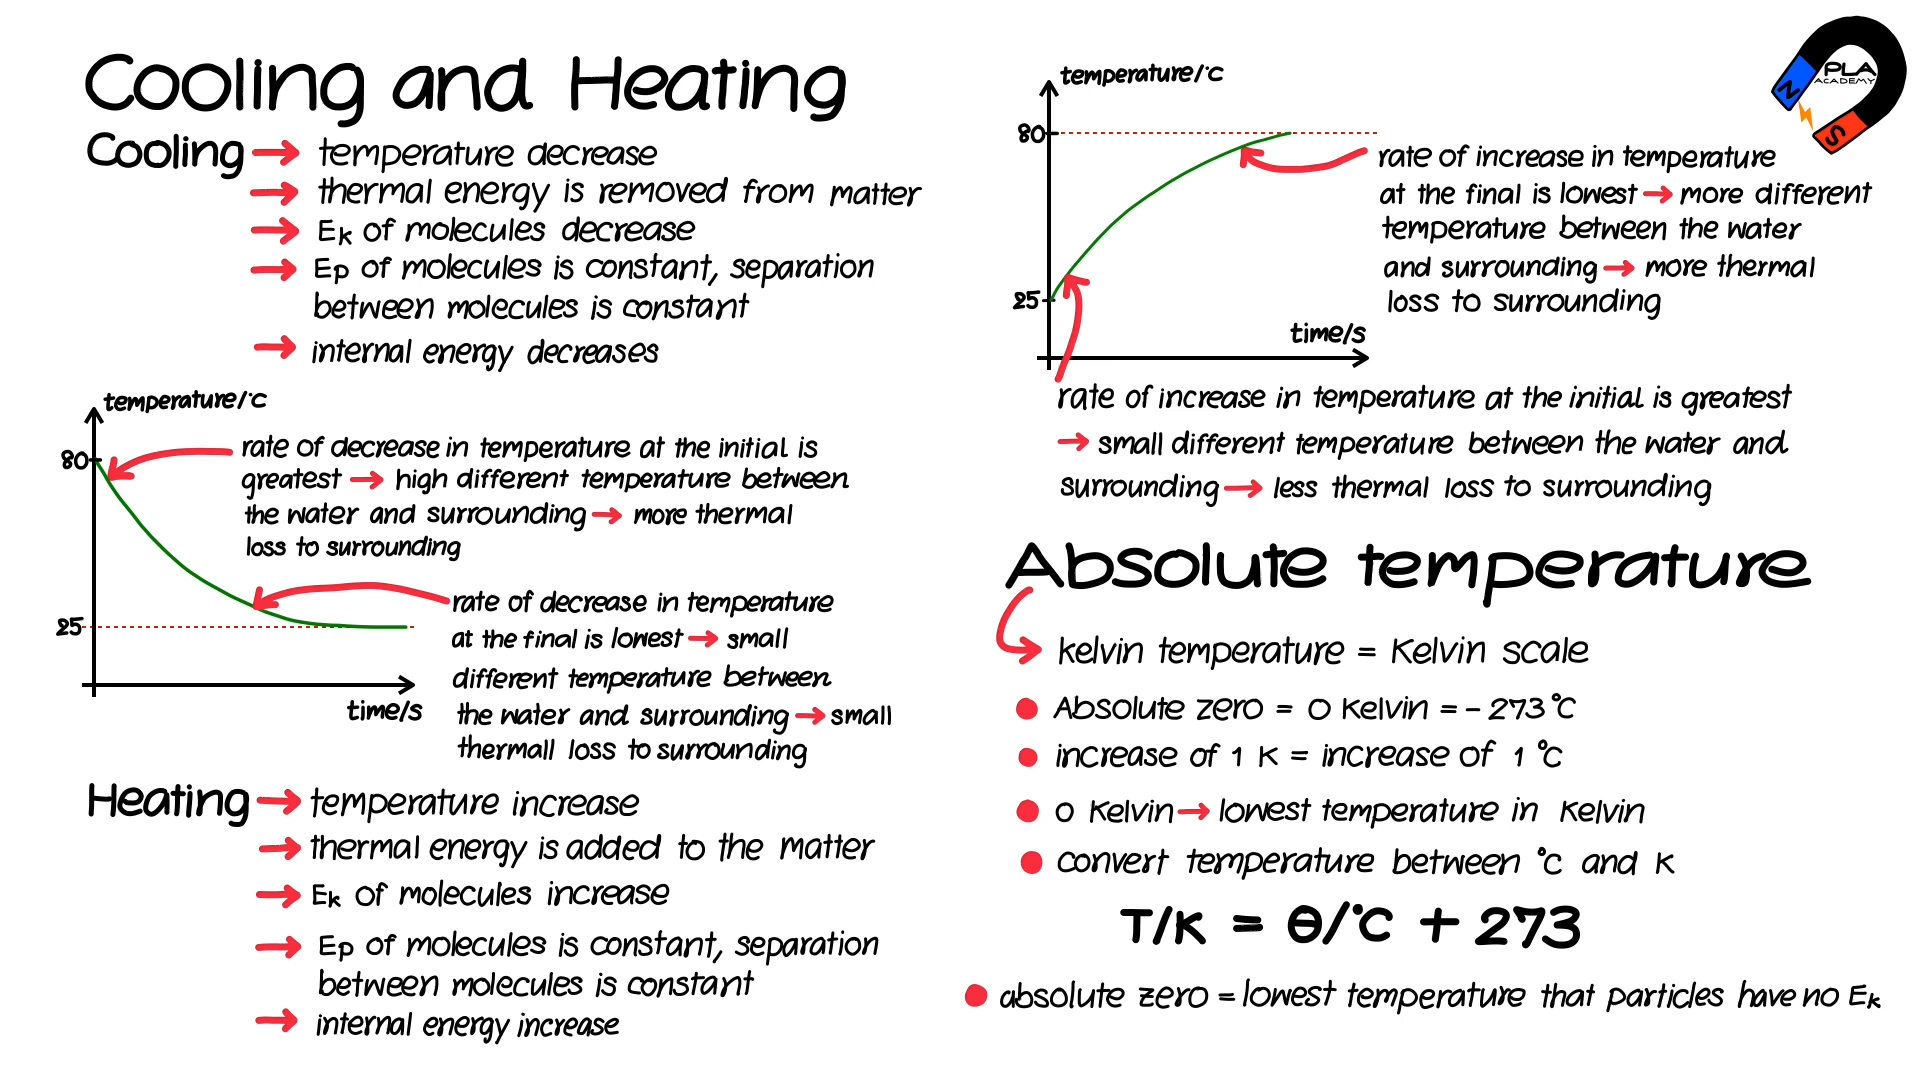 Cooling and Heating
Cooling → temperature decrease
→ thermal energy is removed from matter
→ Ek of molecules decrease
→ Ep of molecules is constant, separation
between molecules is constant
→ internal energy decreases
temperature/°C
80
rate of decrease in temperature at the initial is
greatest → high different temperature between
the water and surrounding → more thermal
loss to surrounding
25
rate of decrease in temperature
at the final is lowest → small
different temperature between
the water and surrounding → small
thermall loss to surrounding
time/s
Heating → temperature increase
→ thermal energy is added to the matter
→ Ek of molecules increase
→ Ep of molecules is constant, separation
between molecules is constant
→ internal energy increase
temperature/°C
80
rate of increase in temperature
at the final is lowest → more different
temperature between the water
and surrounding → more thermal
loss to surrounding
25
time/s
rate of increase in temperature at the initial is greatest
→ small different temperature between the water and
surrounding → less thermal loss to surrounding
Absolute temperature
kelvin temperature = Kelvin scale
Absolute zero = 0 Kelvin = - 273 °C
increase of 1 K = increase of 1 °C
0 Kelvin → lowest temperature in Kelvin
convert temperature between °C and K
T/K = θ/°C + 273
absolute zero = lowest temperature that particles have no Ek
PLA
ACADEMY
N
S